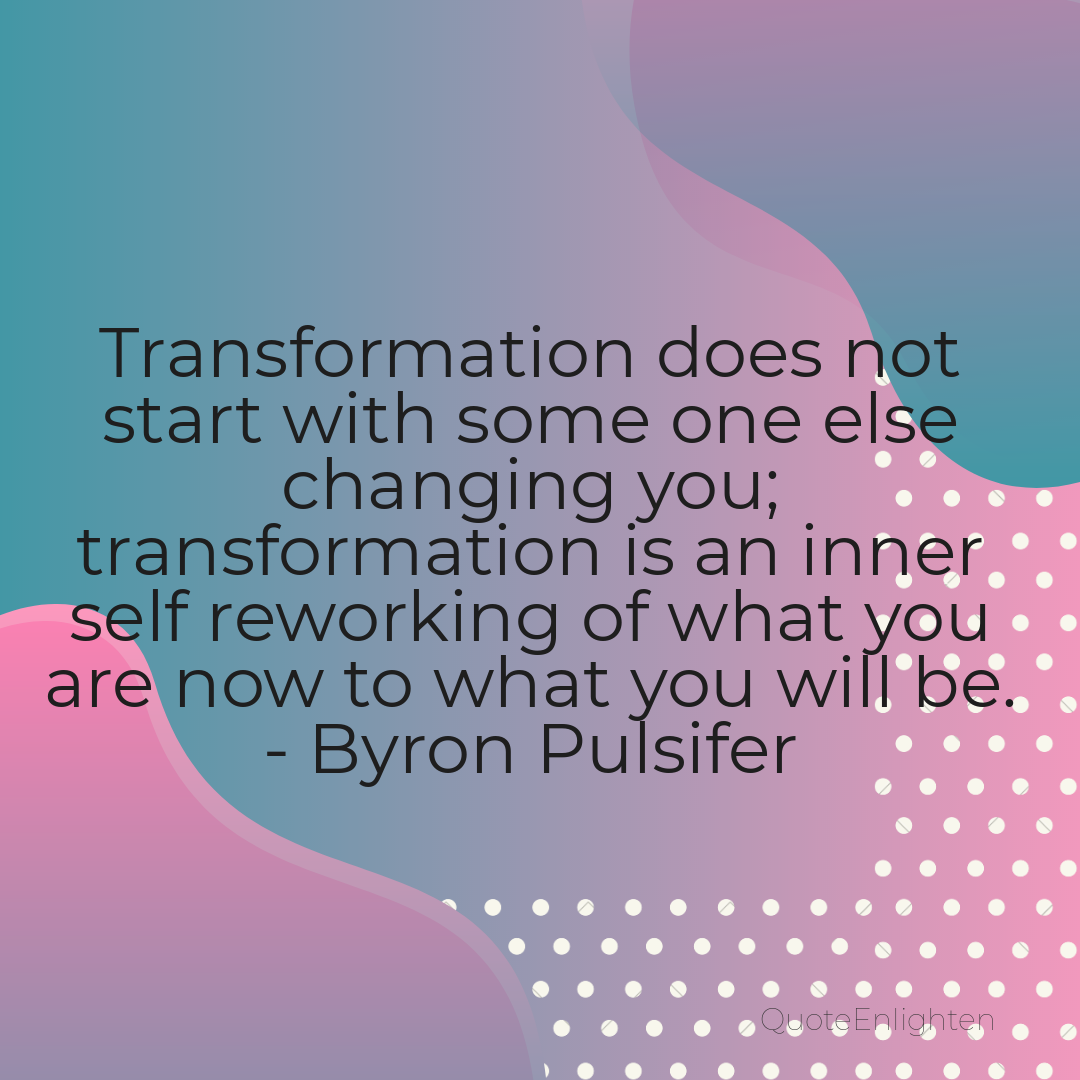 Transformation does not
start with some one else
changing you;
transformation is an inner
self reworking of what you
are now to what you will be.
- Byron Pulsifer
QuoteEnlighten